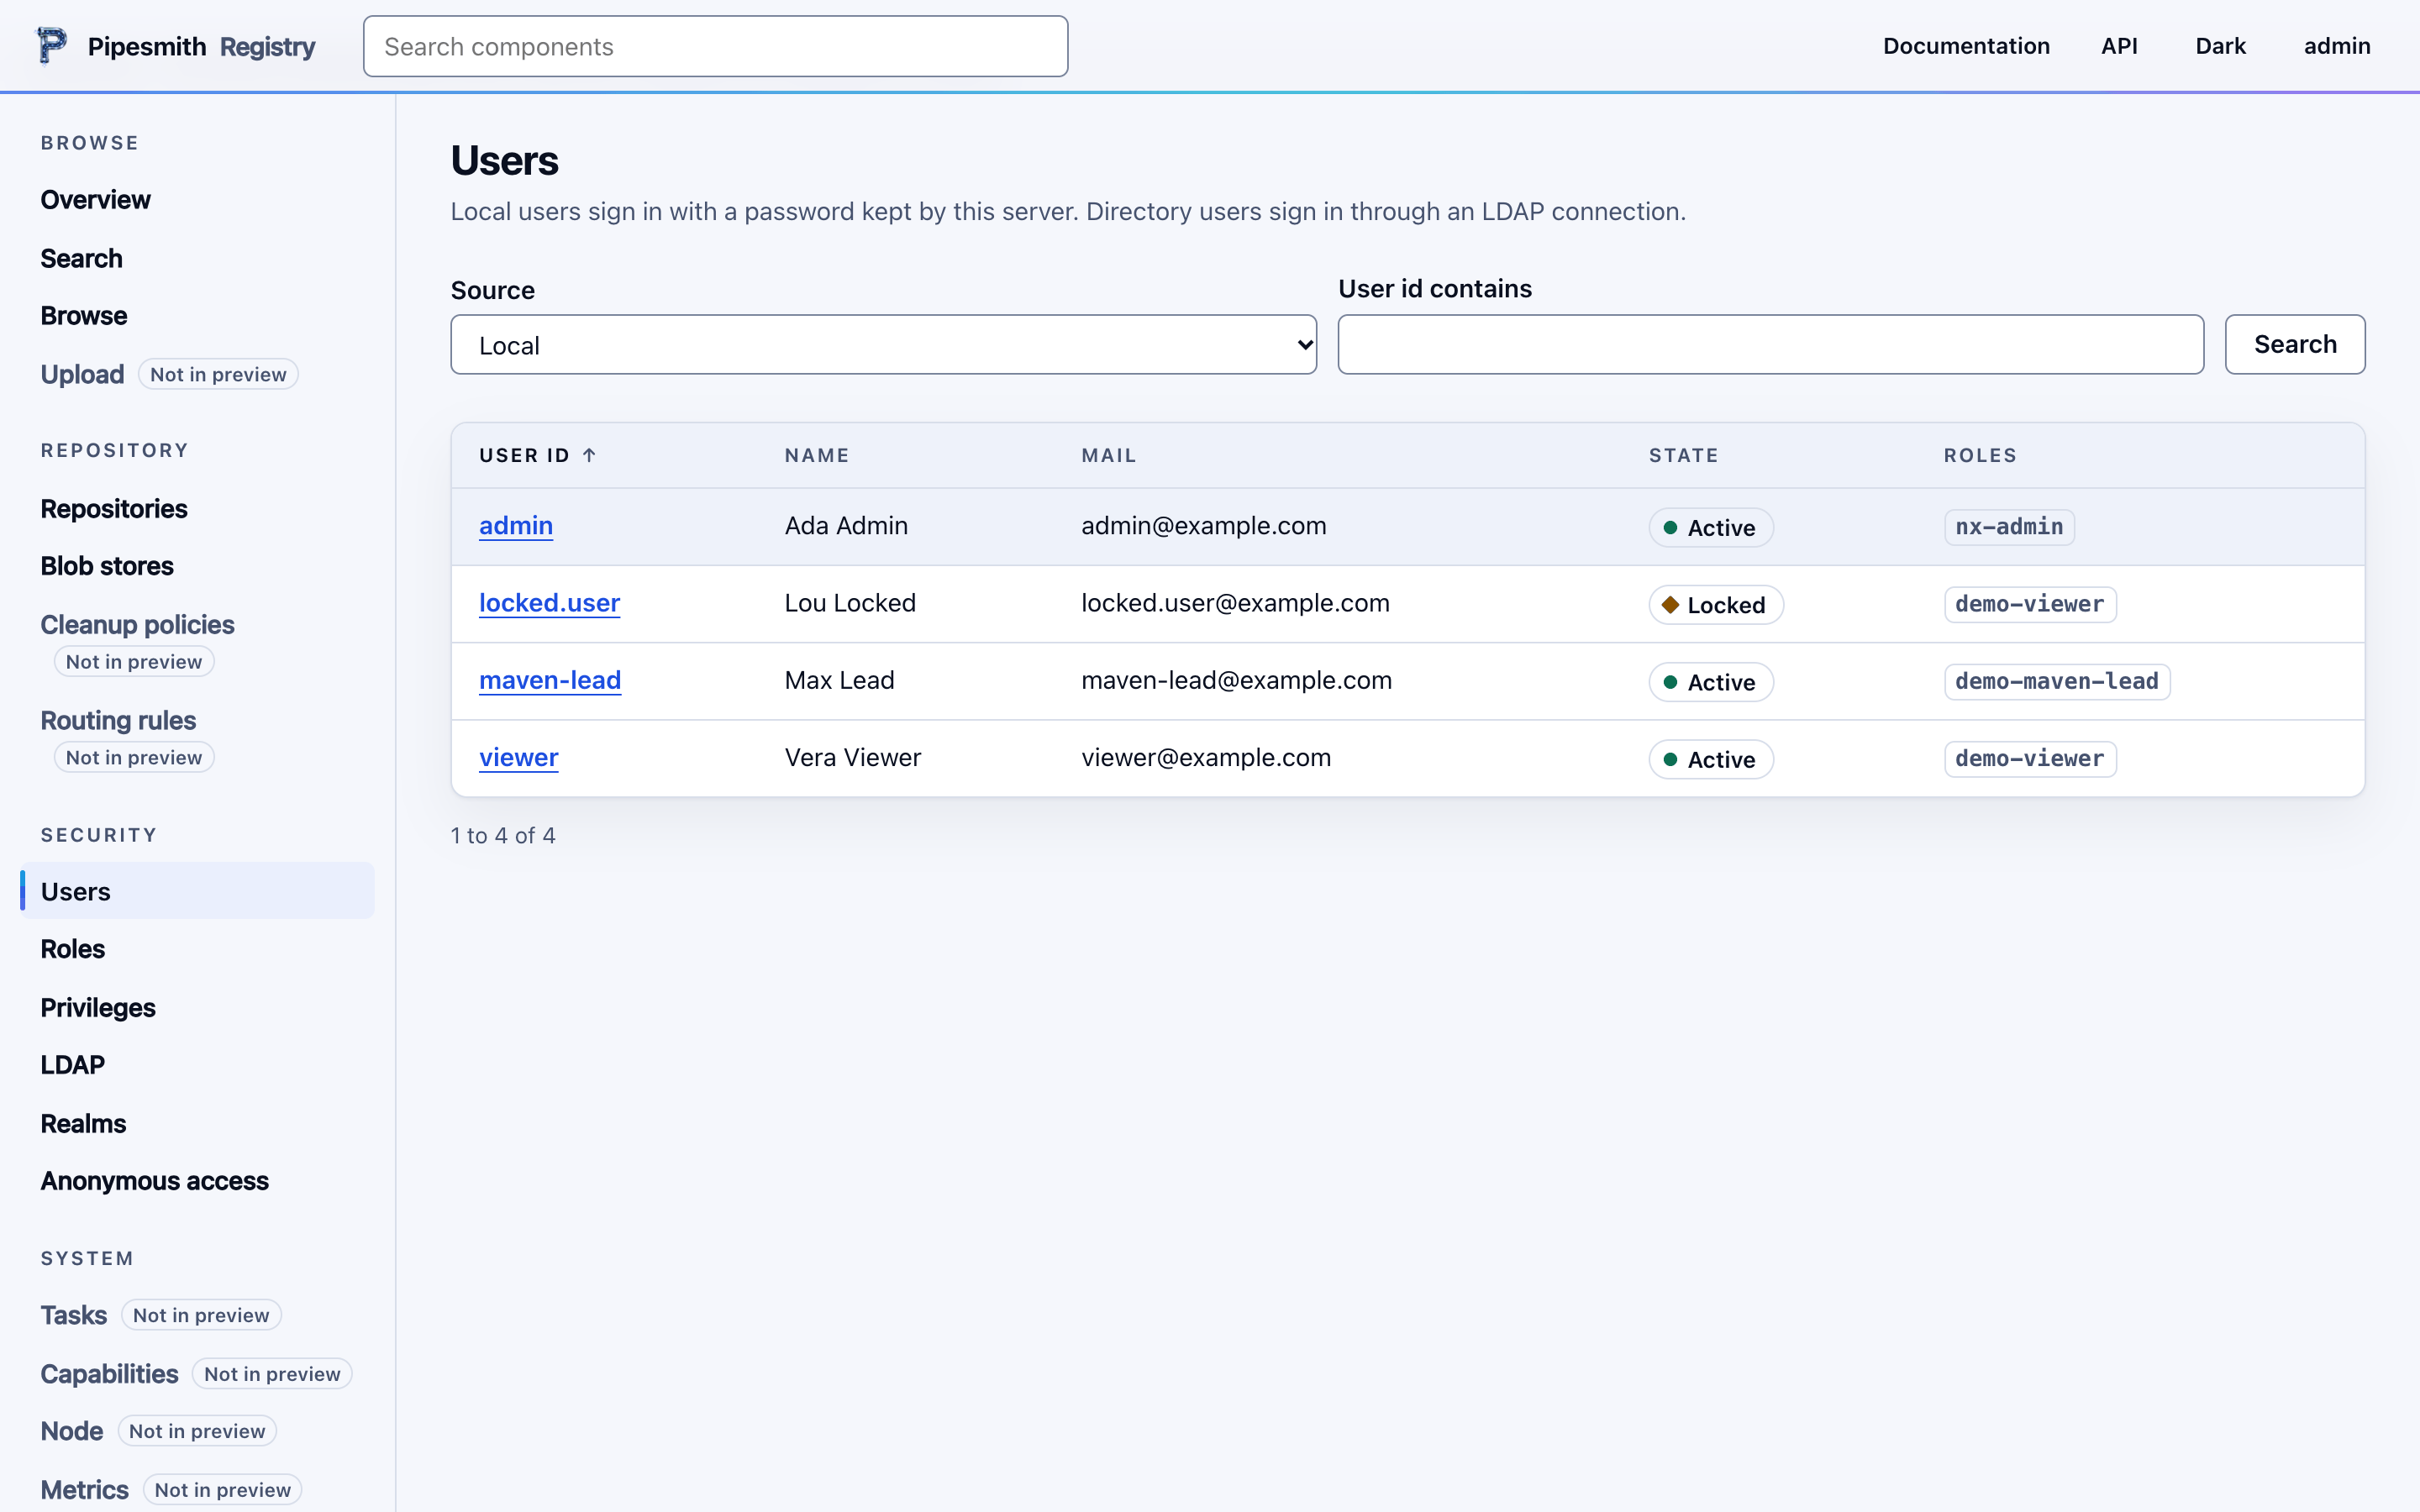 Pipesmith Registry
Search components
Documentation
API
Dark
admin
BROWSE
Overview
Search
Browse
Upload Not in preview
REPOSITORY
Repositories
Blob stores
Cleanup policies
Not in preview
Routing rules
Not in preview
SECURITY
Users
Roles
Privileges
LDAP
Realms
Anonymous access
SYSTEM
Tasks Not in preview
Capabilities Not in preview
Node Not in preview
Metrics Not in preview
Users
Local users sign in with a password kept by this server. Directory users sign in through an LDAP connection.
Source
Local
User id contains
Search
USER ID ↑ NAME MAIL STATE ROLES
admin Ada Admin admin@example.com Active nx-admin
locked.user Lou Locked locked.user@example.com Locked demo-viewer
maven-lead Max Lead maven-lead@example.com Active demo-maven-lead
viewer Vera Viewer viewer@example.com Active demo-viewer
1 to 4 of 4